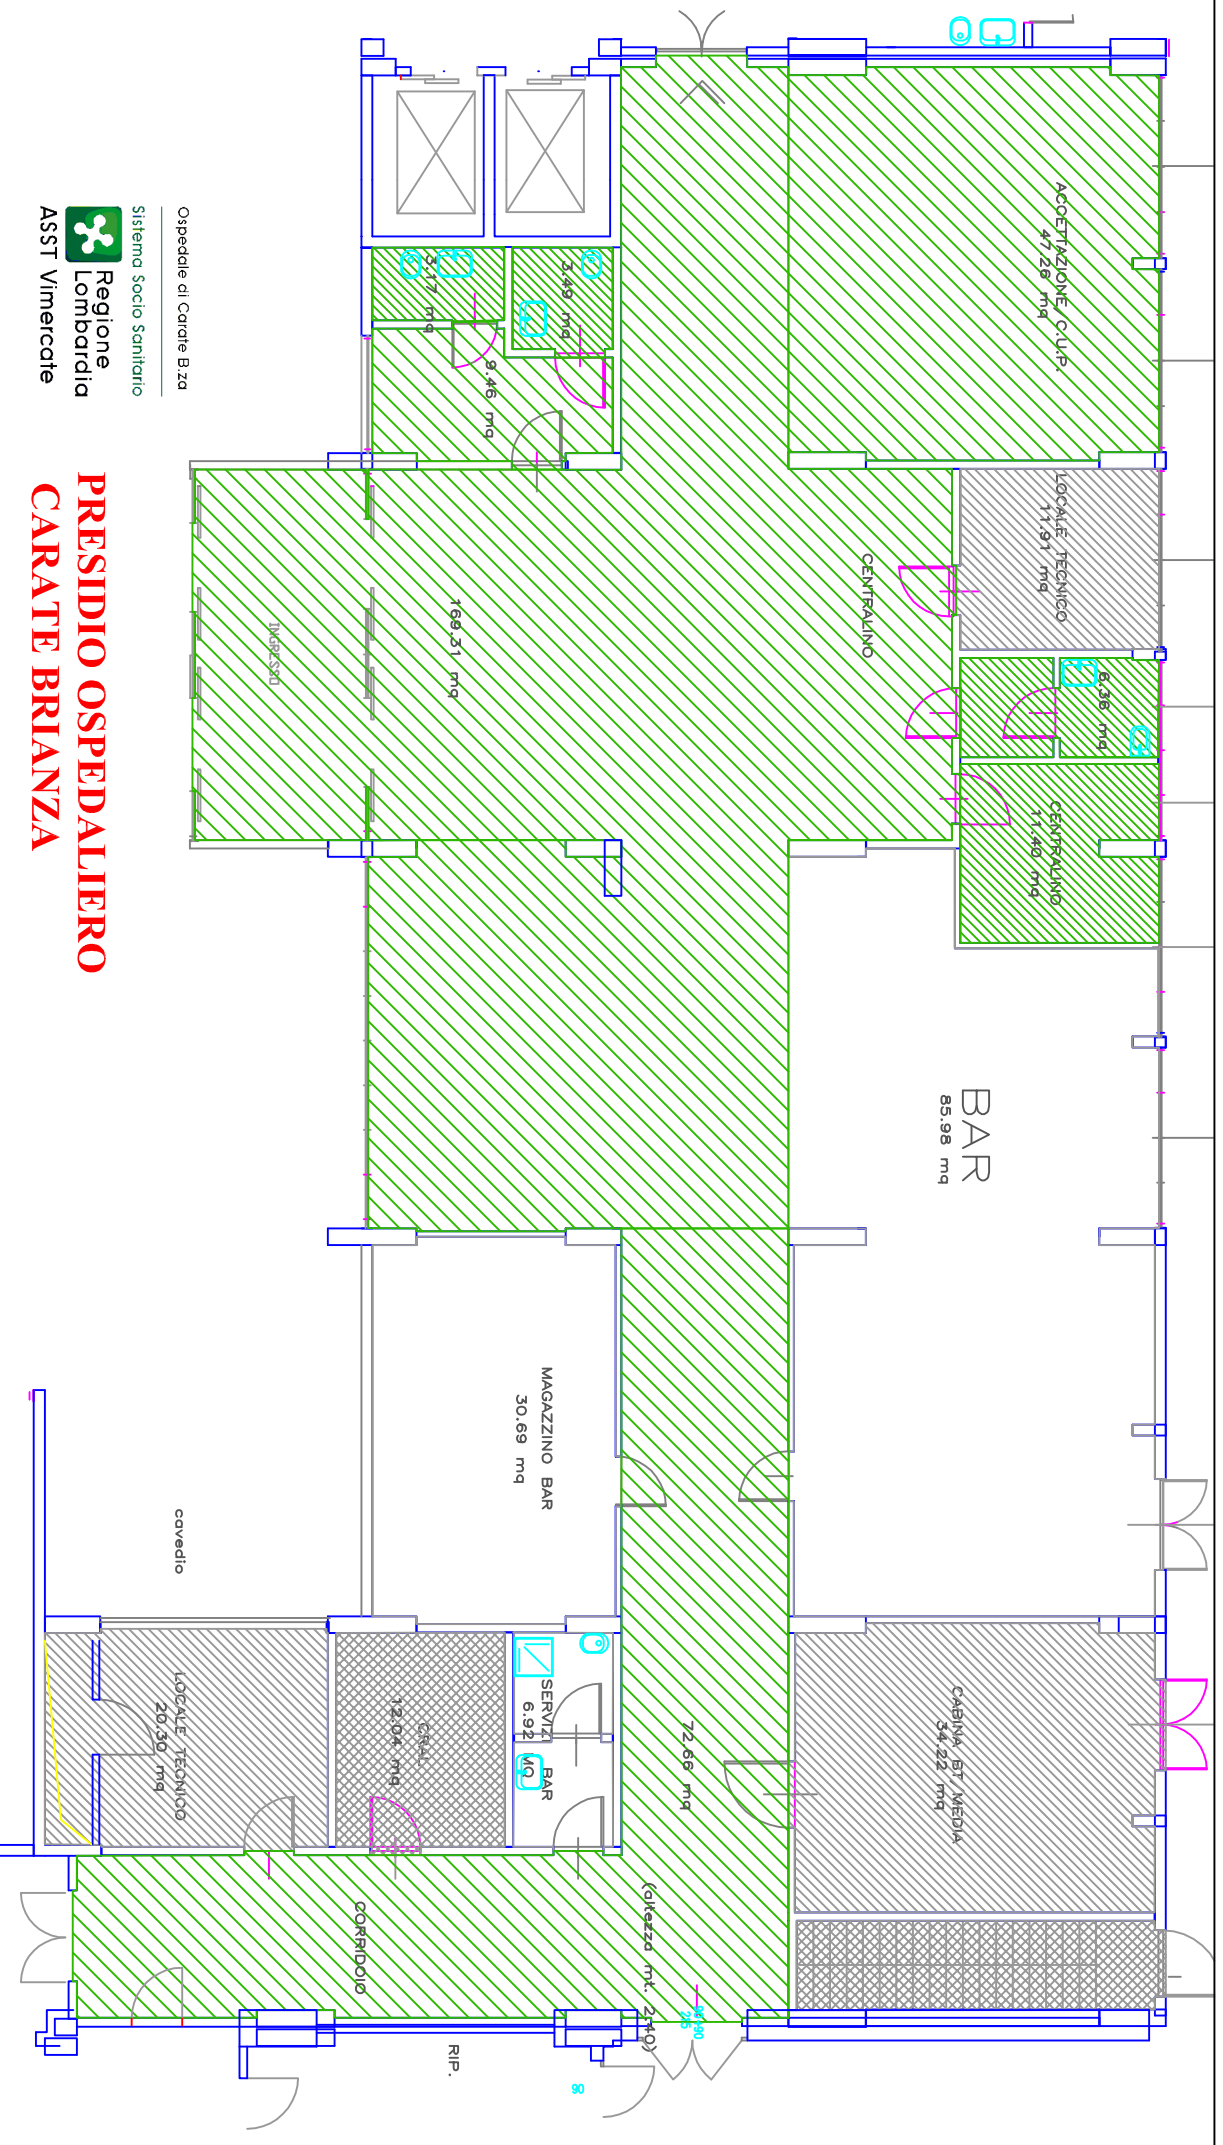 ACCETTAZIONE/C.U.P.
47.26 mq
LOCALE TECNICO
11.91 mq
6.36 mq
CENTRALINO
11.40 mq
CENTRALINO
BAR
85.98 mq
3.49 mq
3.17 mq
9.46 mq
169.31 mq
INGRESSO
MAGAZZINO BAR
30.69 mq
SERVIZI BAR
6.92 MQ
CRAL
12.04 mq
LOCALE TECNICO
20.30 mq
cavedio
72.66 mq
CABINA BT/MEDIA
34.22 mq
(altezza mt. 2.40)
CORRIDOIO
RIP.
90+90
90
Ospedale di Carate B.za
Sistema Socio Sanitario
Regione
Lombardia
ASST Vimercate
PRESIDIO OSPEDALIERO
CARATE BRIANZA